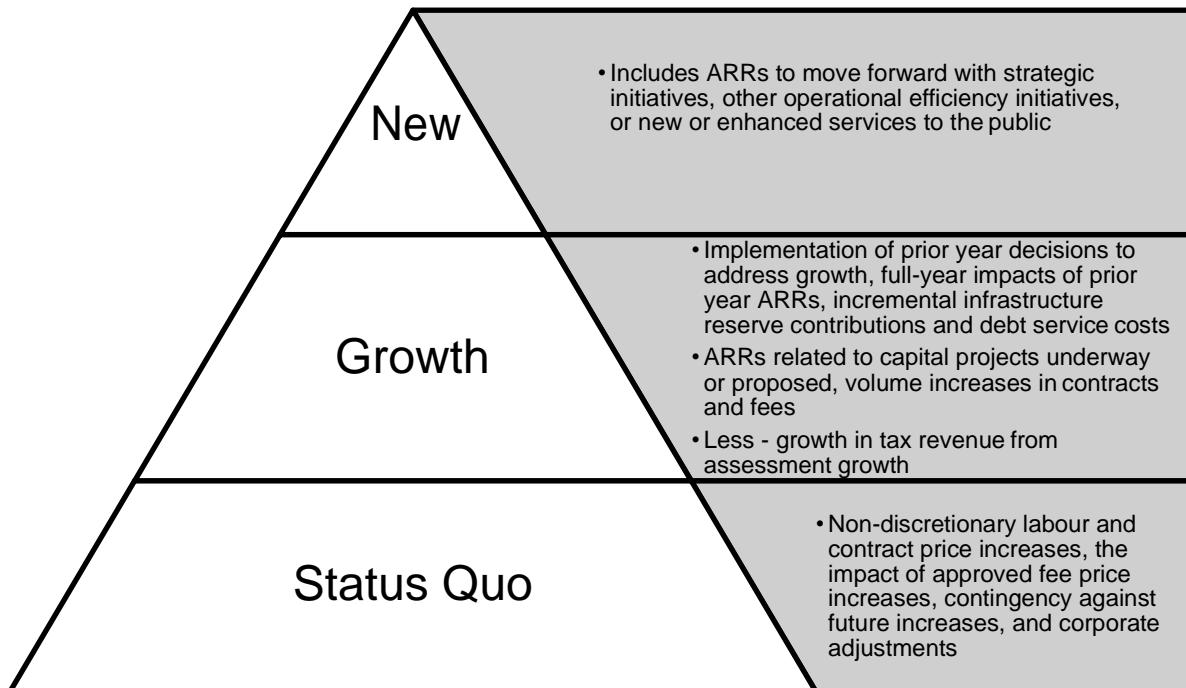 New
• Includes ARRs to move forward with strategic
initiatives, other operational efficiency initiatives,
or new or enhanced services to the public
Growth
• Implementation of prior year decisions to
address growth, full-year impacts of prior
year ARRs, incremental infrastructure
reserve contributions and debt service costs
• ARRs related to capital projects underway
or proposed, volume increases in contracts
and fees
• Less - growth in tax revenue from
assessment growth
Status Quo
• Non-discretionary labour and
contract price increases, the
impact of approved fee price
increases, contingency against
future increases, and corporate
adjustments